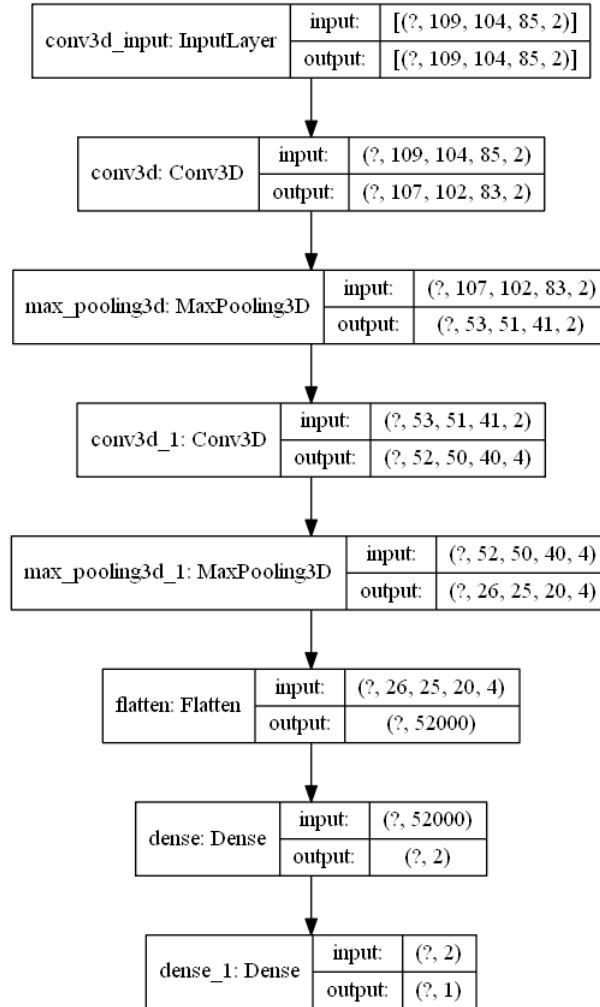 conv3d_input: InputLayer
input: [(?, 109, 104, 85, 2)]
output: [(?, 109, 104, 85, 2)]
conv3d: Conv3D
input: (?, 109, 104, 85, 2)
output: (?, 107, 102, 83, 2)
max_pooling3d: MaxPooling3D
input: (?, 107, 102, 83, 2)
output: (?, 53, 51, 41, 2)
conv3d_1: Conv3D
input: (?, 53, 51, 41, 2)
output: (?, 52, 50, 40, 4)
max_pooling3d_1: MaxPooling3D
input: (?, 52, 50, 40, 4)
output: (?, 26, 25, 20, 4)
flatten: Flatten
input: (?, 26, 25, 20, 4)
output: (?, 52000)
dense: Dense
input: (?, 52000)
output: (?, 2)
dense_1: Dense
input: (?, 2)
output: (?, 1)